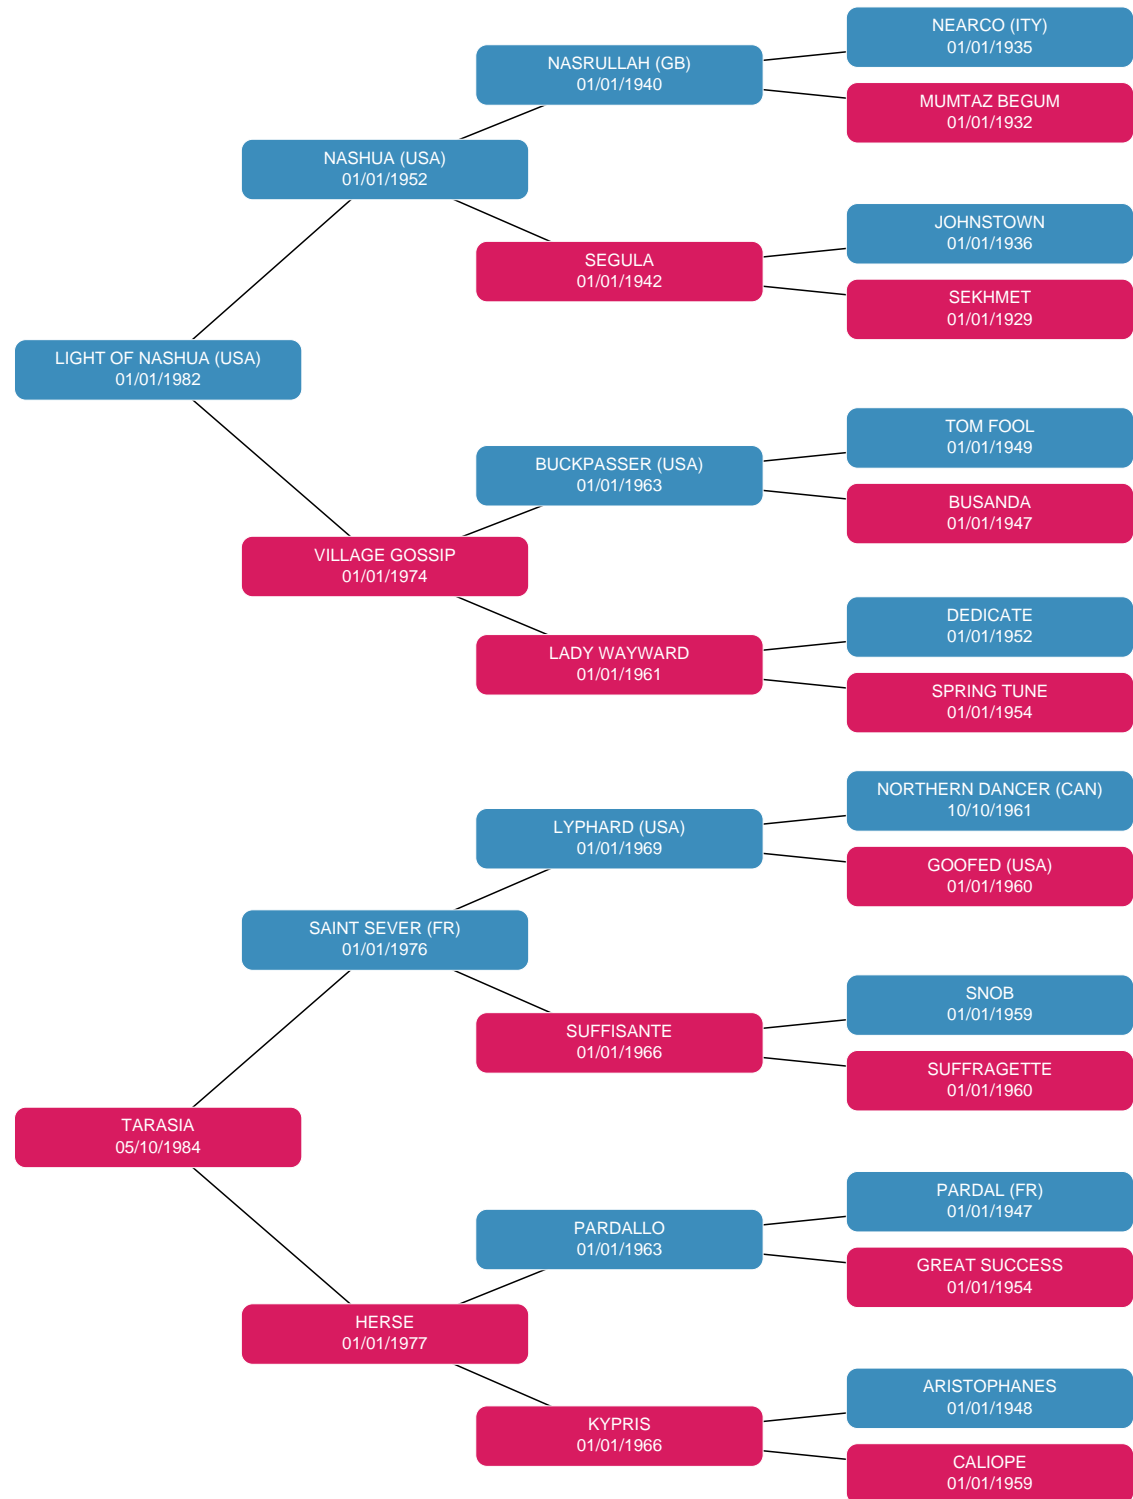 NEARCO (ITY)
01/01/1935
NASRULLAH (GB)
01/01/1940
MUMTAZ BEGUM
01/01/1932
NASHUA (USA)
01/01/1952
JOHNSTOWN
01/01/1936
SEGULA
01/01/1942
SEKHMET
01/01/1929
LIGHT OF NASHUA (USA)
01/01/1982
TOM FOOL
01/01/1949
BUCKPASSER (USA)
01/01/1963
BUSANDA
01/01/1947
VILLAGE GOSSIP
01/01/1974
DEDICATE
01/01/1952
LADY WAYWARD
01/01/1961
SPRING TUNE
01/01/1954
NORTHERN DANCER (CAN)
10/10/1961
LYPHARD (USA)
01/01/1969
GOOFED (USA)
01/01/1960
SAINT SEVER (FR)
01/01/1976
SNOB
01/01/1959
SUFFISANTE
01/01/1966
SUFFRAGETTE
01/01/1960
TARASIA
05/10/1984
PARDAL (FR)
01/01/1947
PARDALLO
01/01/1963
GREAT SUCCESS
01/01/1954
HERSE
01/01/1977
ARISTOPHANES
01/01/1948
KYPRIS
01/01/1966
CALIOPE
01/01/1959